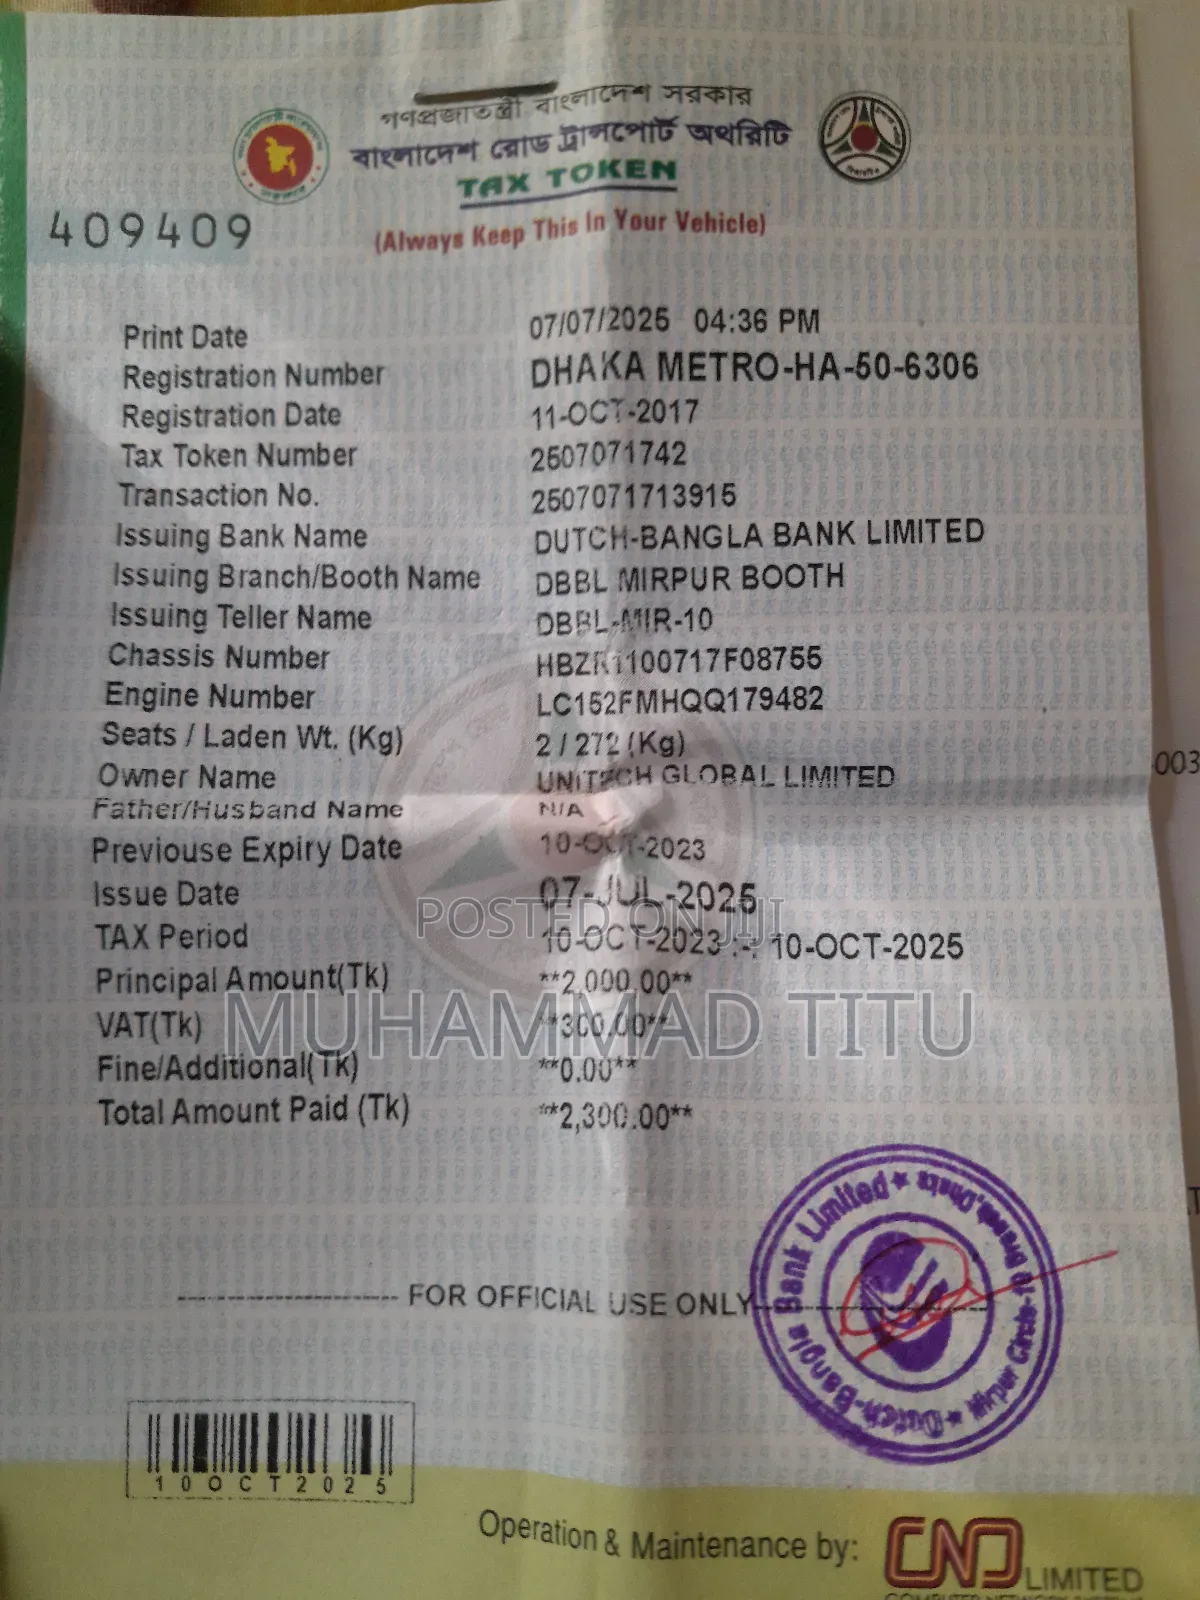 গণপ্রজাতন্ত্রী বাংলাদেশ সরকার
বাংলাদেশ রোড ট্রান্সপোর্ট অথরিটি
TAX TOKEN
409409
(Always Keep This In Your Vehicle)
Print Date 07/07/2025 04:36 PM
Registration Number DHAKA METRO-HA-50-6306
Registration Date 11-OCT-2017
Tax Token Number 2507071742
Transaction No. 2507071713915
Issuing Bank Name DUTCH-BANGLA BANK LIMITED
Issuing Branch/Booth Name DBBL MIRPUR BOOTH
Issuing Teller Name DBBL-MIR-10
Chassis Number HBZR1100717F08755
Engine Number LC152FMHQQ179482
Seats / Laden Wt. (Kg) 2 / 272 (Kg)
003
Owner Name UNITECH GLOBAL LIMITED
Father/Husband Name N/A
Previouse Expiry Date 10-OCT-2023
Issue Date 07-JUL-2025
POSTED ON JIJI
TAX Period 10-OCT-2023 :-: 10-OCT-2025
Principal Amount(Tk) **2,000.00**
MUHAMMAD TITU
VAT(Tk) **300.00**
Fine/Additional(Tk) **0.00**
Total Amount Paid (Tk) **2,300.00**
FOR OFFICIAL USE ONLY
Dutch-Bangla Bank Limited ★ Mirpur Circle-10 Branch, Dhaka ★
10OCT2025
Operation & Maintenance by:
CNS LIMITED